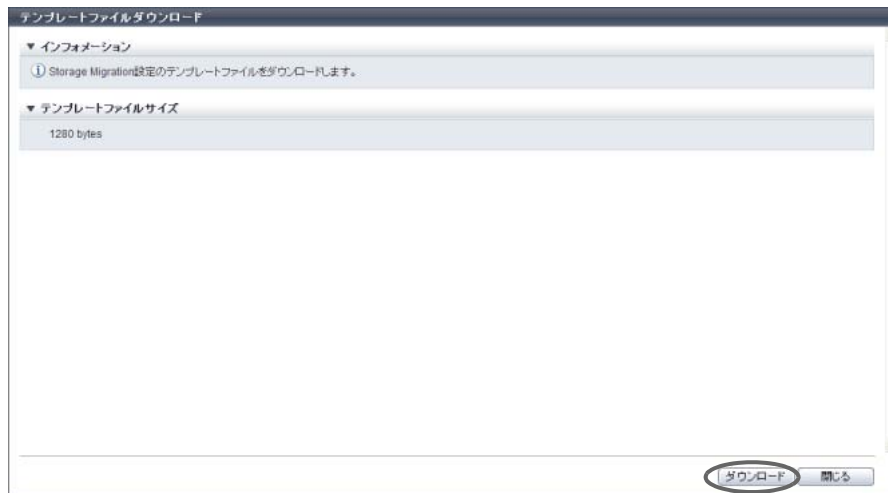 テンプレートファイルダウンロード
▼ インフォメーション
Storage Migration設定のテンプレートファイルをダウンロードします。
▼ テンプレートファイルサイズ
1280 bytes
ダウンロード 閉じる